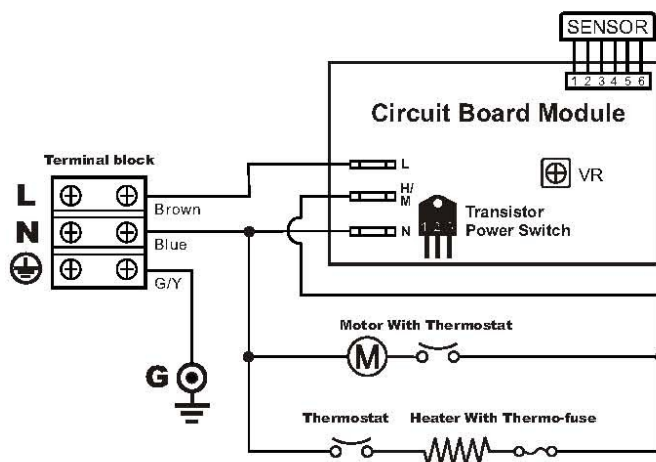 SENSOR
1 2 3 4 5 6
Circuit Board Module
Terminal block
L
N
Brown
Blue
G/Y
G
L
H/
M
N
VR
1 2 3
Transistor
Power Switch
Motor With Thermostat
M
Thermostat
Heater With Thermo-fuse